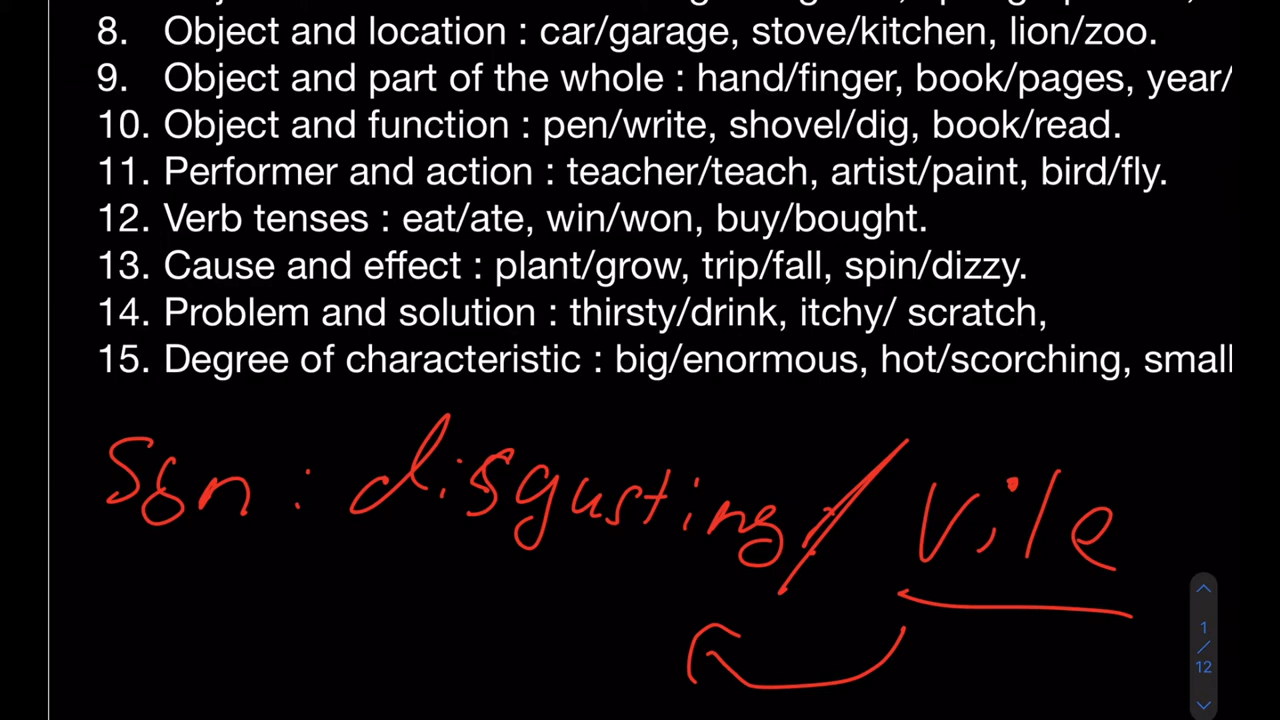 8. Object and location : car/garage, stove/kitchen, lion/zoo.
9. Object and part of the whole : hand/finger, book/pages, year/
10. Object and function : pen/write, shovel/dig, book/read.
11. Performer and action : teacher/teach, artist/paint, bird/fly.
12. Verb tenses : eat/ate, win/won, buy/bought.
13. Cause and effect : plant/grow, trip/fall, spin/dizzy.
14. Problem and solution : thirsty/drink, itchy/ scratch,
15. Degree of characteristic : big/enormous, hot/scorching, small
Syn : disgusting / Vile
1
/
12